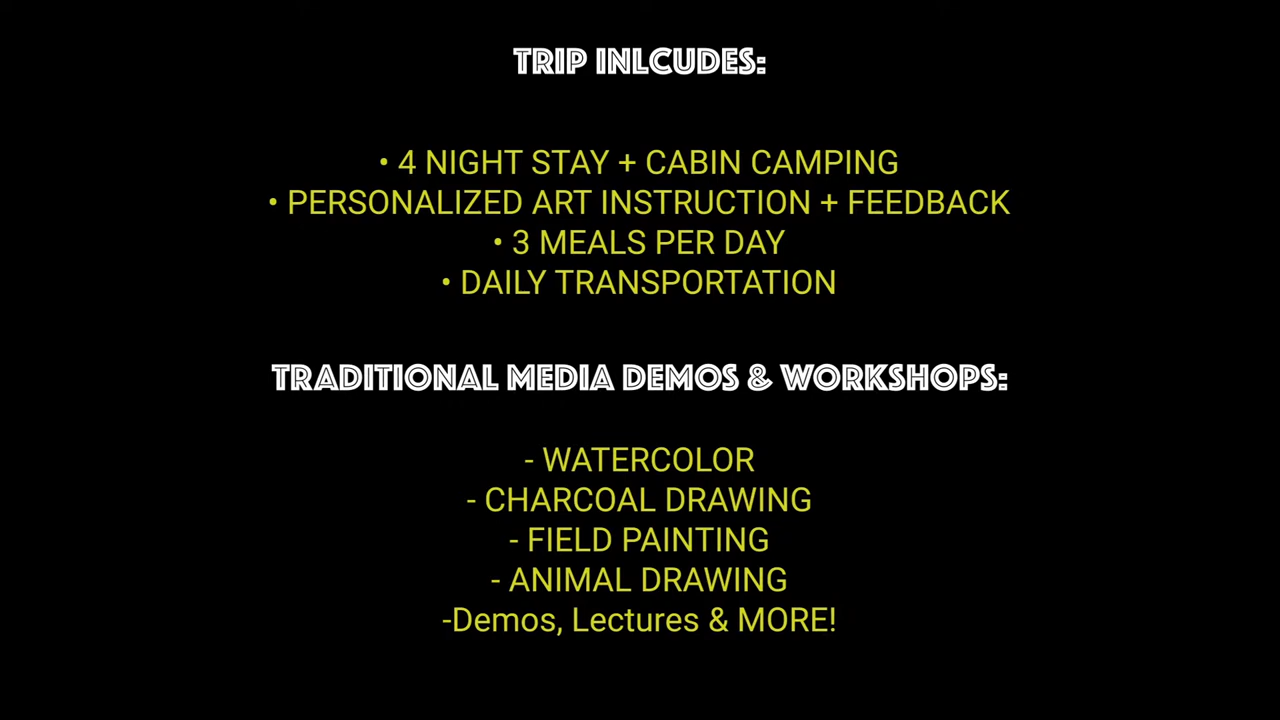 TRIP INLCUDES:
• 4 NIGHT STAY + CABIN CAMPING
• PERSONALIZED ART INSTRUCTION + FEEDBACK
• 3 MEALS PER DAY
• DAILY TRANSPORTATION
TRADITIONAL MEDIA DEMOS & WORKSHOPS:
- WATERCOLOR
- CHARCOAL DRAWING
- FIELD PAINTING
- ANIMAL DRAWING
-Demos, Lectures & MORE!